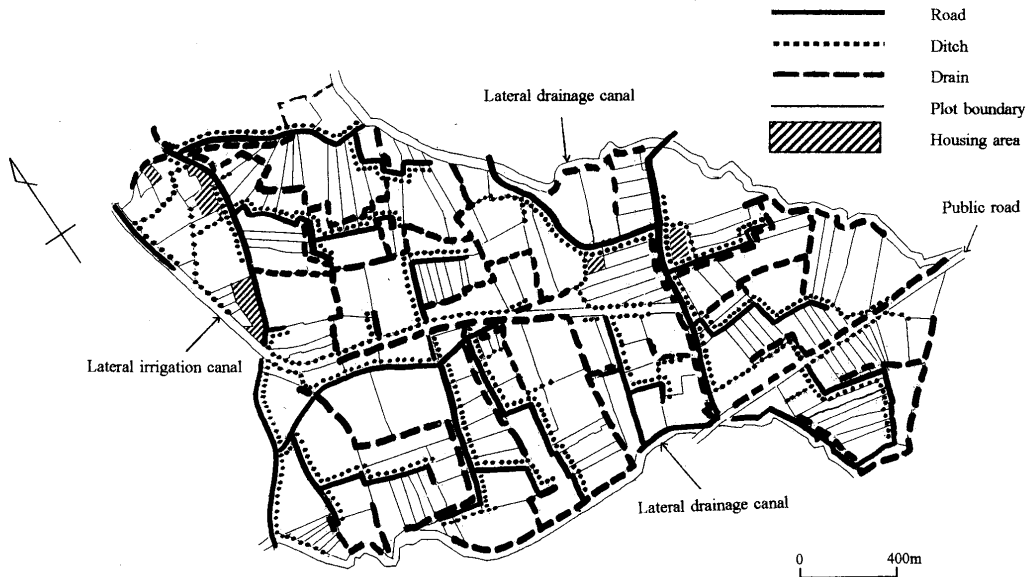 Road
Ditch
Drain
Plot boundary
Housing area
Lateral drainage canal
Public road
Lateral irrigation canal
Lateral drainage canal
0 400m